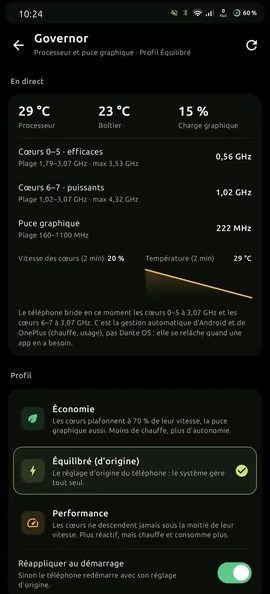 10:24
0
60 %
Governor
Processeur et puce graphique · Profil Équilibré
En direct
29 °C
23 °C
15 %
Processeur
Boîtier
Charge graphique
Cœurs 0–5 · efficaces
Plage 1,79–3,07 GHz · max 3,53 GHz
0,56 GHz
Cœurs 6–7 · puissants
Plage 1,02–3,07 GHz · max 4,32 GHz
1,02 GHz
Puce graphique
Plage 160–1100 MHz
222 MHz
Vitesse des cœurs (2 min) 20 %
Température (2 min) 29 °C
Le téléphone bride en ce moment les cœurs 0–5 à 3,07 GHz et les
cœurs 6–7 à 3,07 GHz. C'est la gestion automatique d'Android et de
OnePlus (chauffe, usage), pas Dante OS : elle se relâche quand une
app en a besoin.
Profil
Économie
Les cœurs plafonnent à 70 % de leur vitesse, la puce
graphique aussi. Moins de chauffe, plus d'autonomie.
Équilibré (d'origine)
Le réglage d'origine du téléphone : le système gère
tout seul.
Performance
Les cœurs ne descendent jamais sous la moitié de leur
vitesse. Plus réactif, mais chauffe et consomme plus.
Réappliquer au démarrage
Sinon le téléphone redémarre avec son réglage
d'origine.